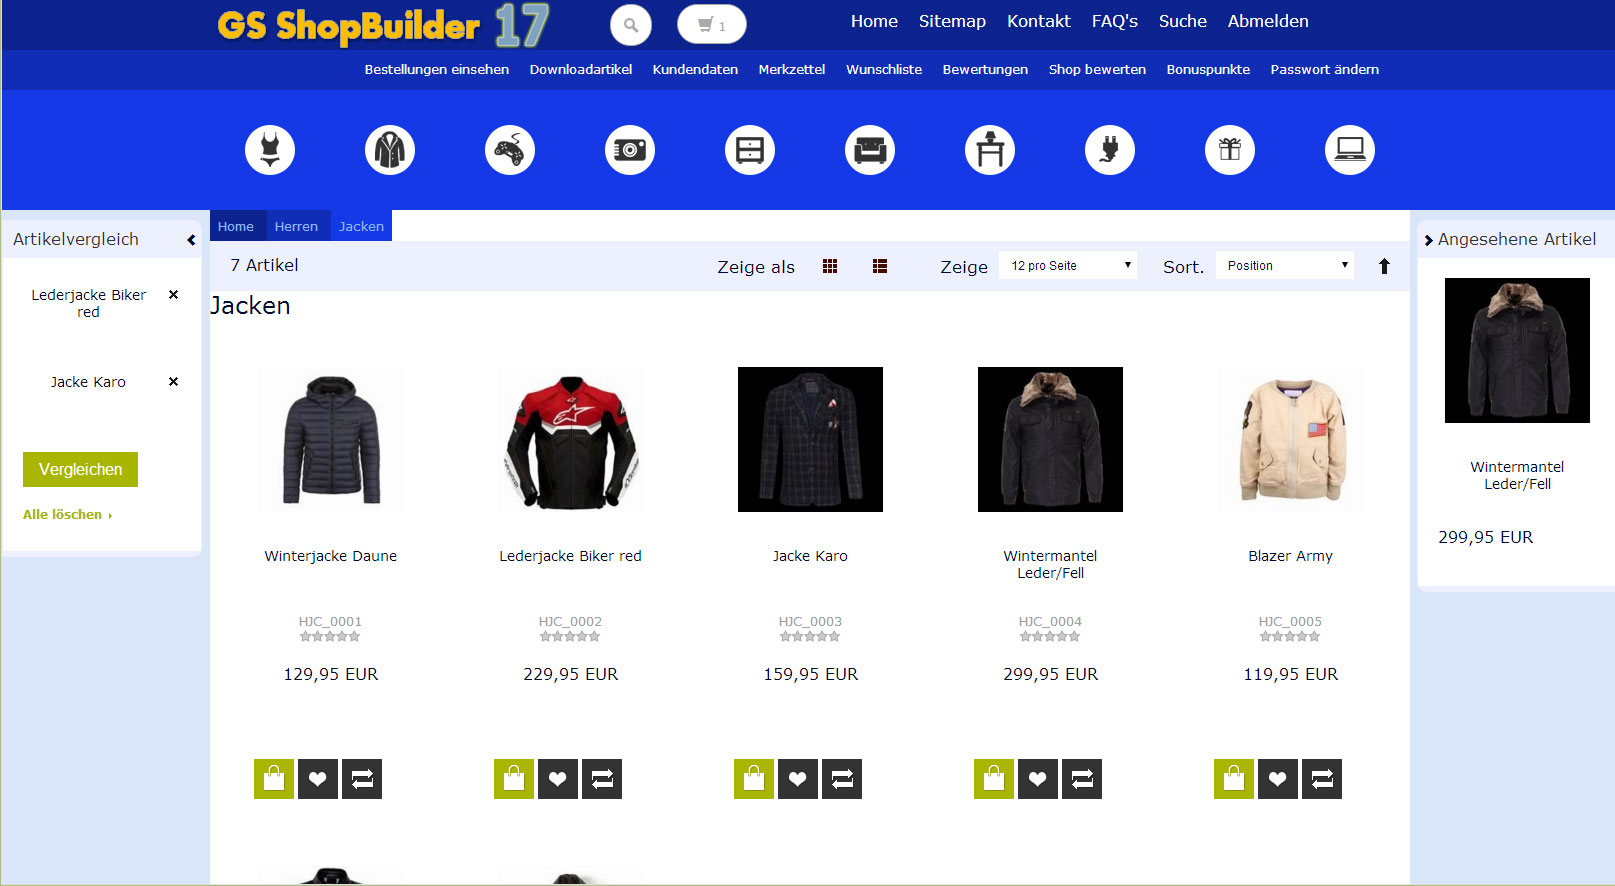 GS ShopBuilder 17
1
Home Sitemap Kontakt FAQ's Suche Abmelden
Bestellungen einsehen Downloadartikel Kundendaten Merkzettel Wunschliste Bewertungen Shop bewerten Bonuspunkte Passwort ändern
Artikelvergleich
Lederjacke Biker
red
Jacke Karo
Vergleichen
Alle löschen
Home Herren Jacken
7 Artikel Zeige als Zeige 12 pro Seite Sort. Position
Jacken
Winterjacke Daune
HJC_0001
129,95 EUR
Lederjacke Biker red
HJC_0002
229,95 EUR
Jacke Karo
HJC_0003
159,95 EUR
Wintermantel
Leder/Fell
HJC_0004
299,95 EUR
Blazer Army
HJC_0005
119,95 EUR
Angesehene Artikel
Wintermantel
Leder/Fell
299,95 EUR